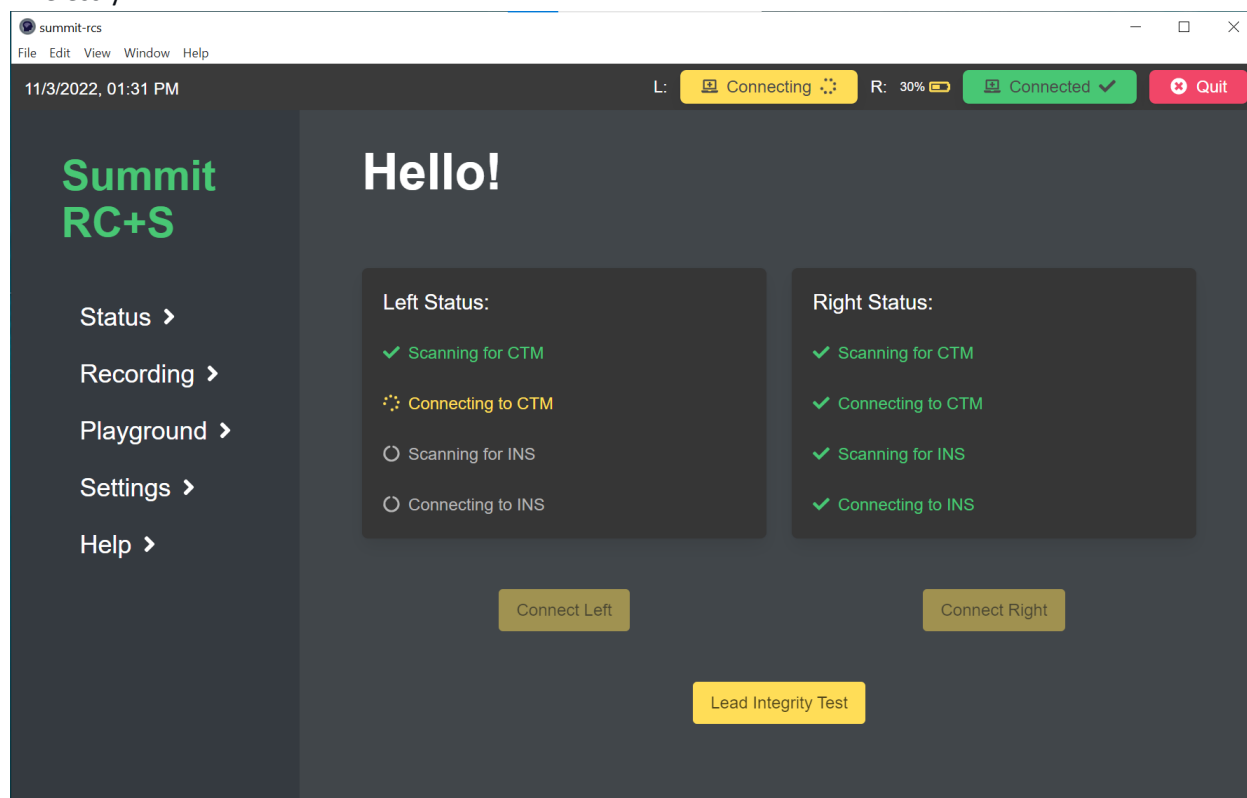 summit-rcs
File Edit View Window Help
11/3/2022, 01:31 PM
L: Connecting R: 30% Connected Quit
Summit
RC+S
Status
Recording
Playground
Settings
Help
Hello!
Left Status:
Scanning for CTM
Connecting to CTM
Scanning for INS
Connecting to INS
Right Status:
Scanning for CTM
Connecting to CTM
Scanning for INS
Connecting to INS
Connect Left
Connect Right
Lead Integrity Test